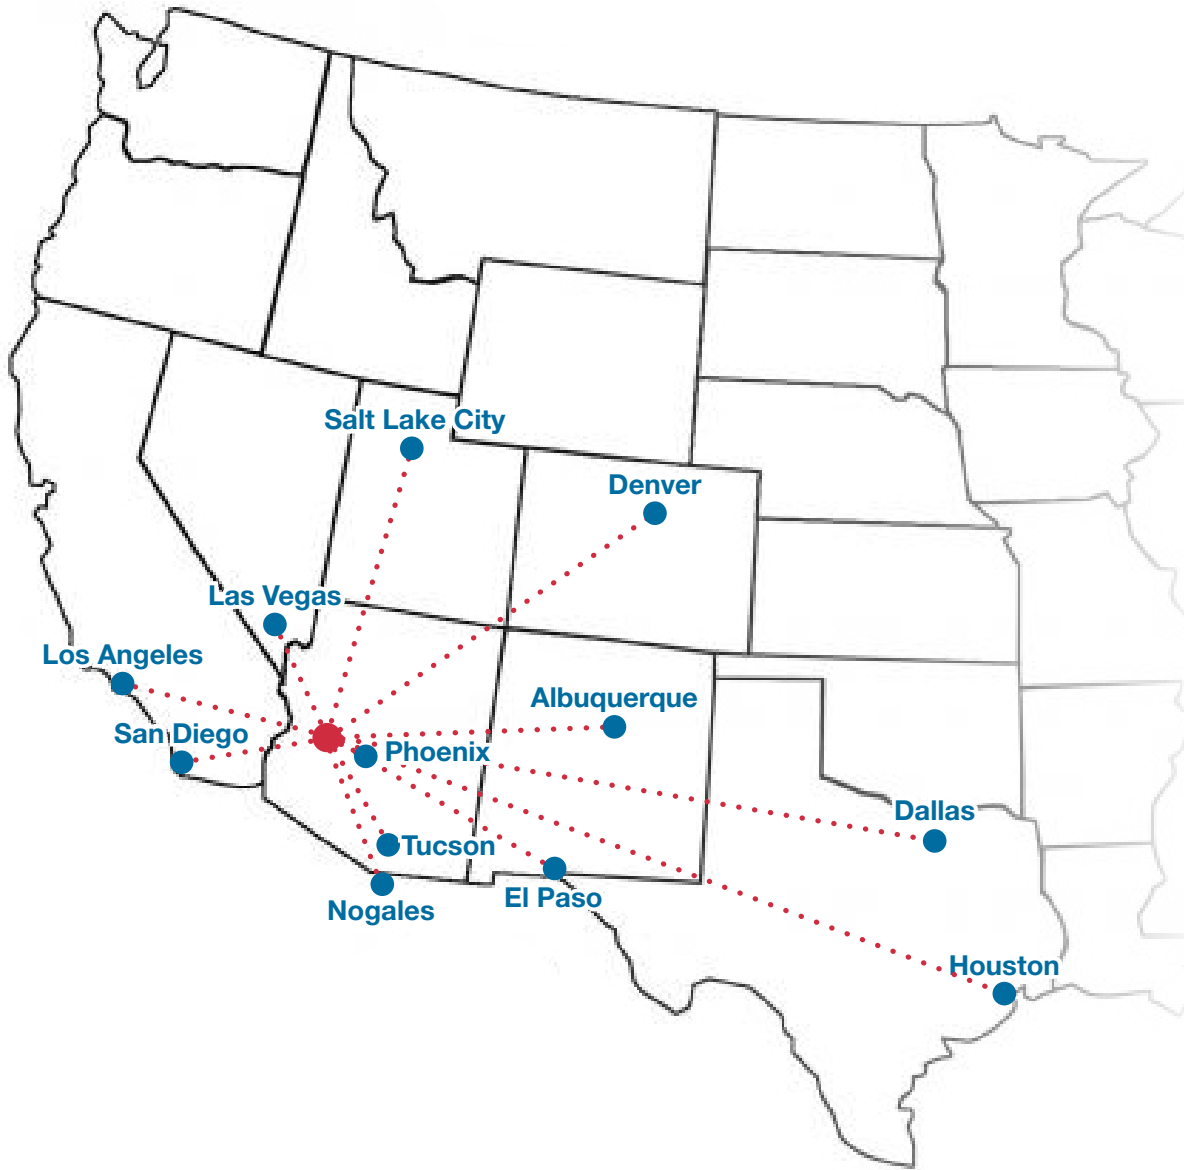 Salt Lake City
Denver
Las Vegas
Los Angeles
Albuquerque
San Diego
Phoenix
Dallas
Tucson
El Paso
Nogales
Houston